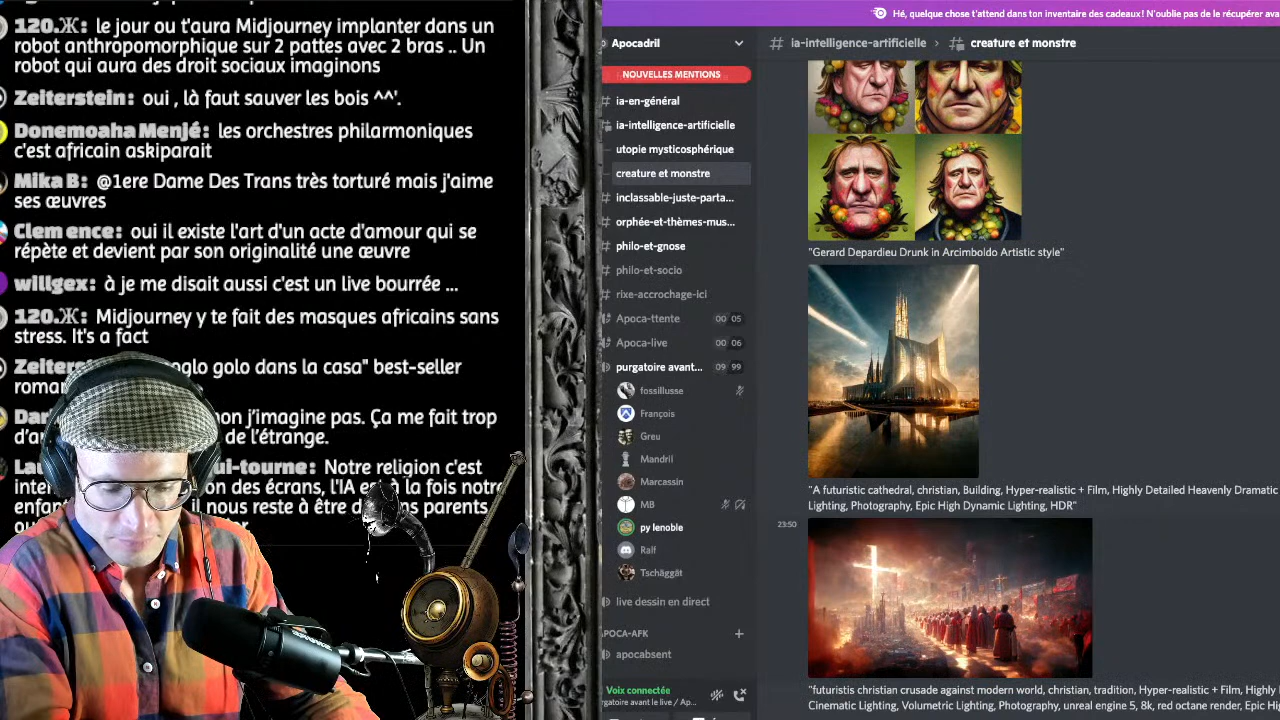 120.Ж: le jour ou t'aura Midjourney implanter dans un
robot anthropomorphique sur 2 pattes avec 2 bras .. Un
robot qui aura des droit sociaux imaginons
Zeiterstein: oui , là faut sauver les bois ^^'.
Donemoaha Menjé: les orchestres philarmoniques
c'est africain askiparait
Mika B: @1ere Dame Des Trans très torturé mais j'aime
ses œuvres
Clem ence: oui il existe l'art d'un acte d'amour qui se
répète et devient par son originalité une œuvre
willgex: à je me disait aussi c'est un live bourrée ...
120.Ж: Midjourney y te fait des masques africains sans
stress. It's a fact
golo dans la casa" best-seller
non j'imagine pas. Ça me fait trop
de l'étrange.
ui-tourne: Notre religion c'est
on des écrans, l'IA est à la fois notre
il nous reste à être
parents
Hé, quelque chose t'attend dans ton inventaire des cadeaux! N'oublie pas de le récupérer
Apocadril
NOUVELLES MENTIONS
ia-en-général
ia-intelligence-artificielle
utopie mysticosphérique
creature et monstre
inclassable-juste-parta...
orphée-et-thèmes-mus...
philo-et-gnose
philo-et-socio
rixe-accrochage-ici
Apoca-ttente 00 05
Apoca-live 00 06
purgatoire avant... 09 99
fossillusse
François
Greu
Mandril
Marcassin
MB
py lenoble
Ralf
Tschäggät
live dessin en direct
APOCA-AFK +
apocabsent
Voix connectée
rgatoire avant le live / Ap...
# ia-intelligence-artificielle › creature et monstre
"Gerard Depardieu Drunk in Arcimboldo Artistic style"
"A futuristic cathedral, christian, Building, Hyper-realistic + Film, Highly Detailed Heavenly Dramatic
Lighting, Photography, Epic High Dynamic Lighting, HDR"
23:50
"futuristis christian crusade against modern world, christian, tradition, Hyper-realistic + Film, Highly
Cinematic Lighting, Volumetric Lighting, Photography, unreal engine 5, 8k, red octane render, Epic